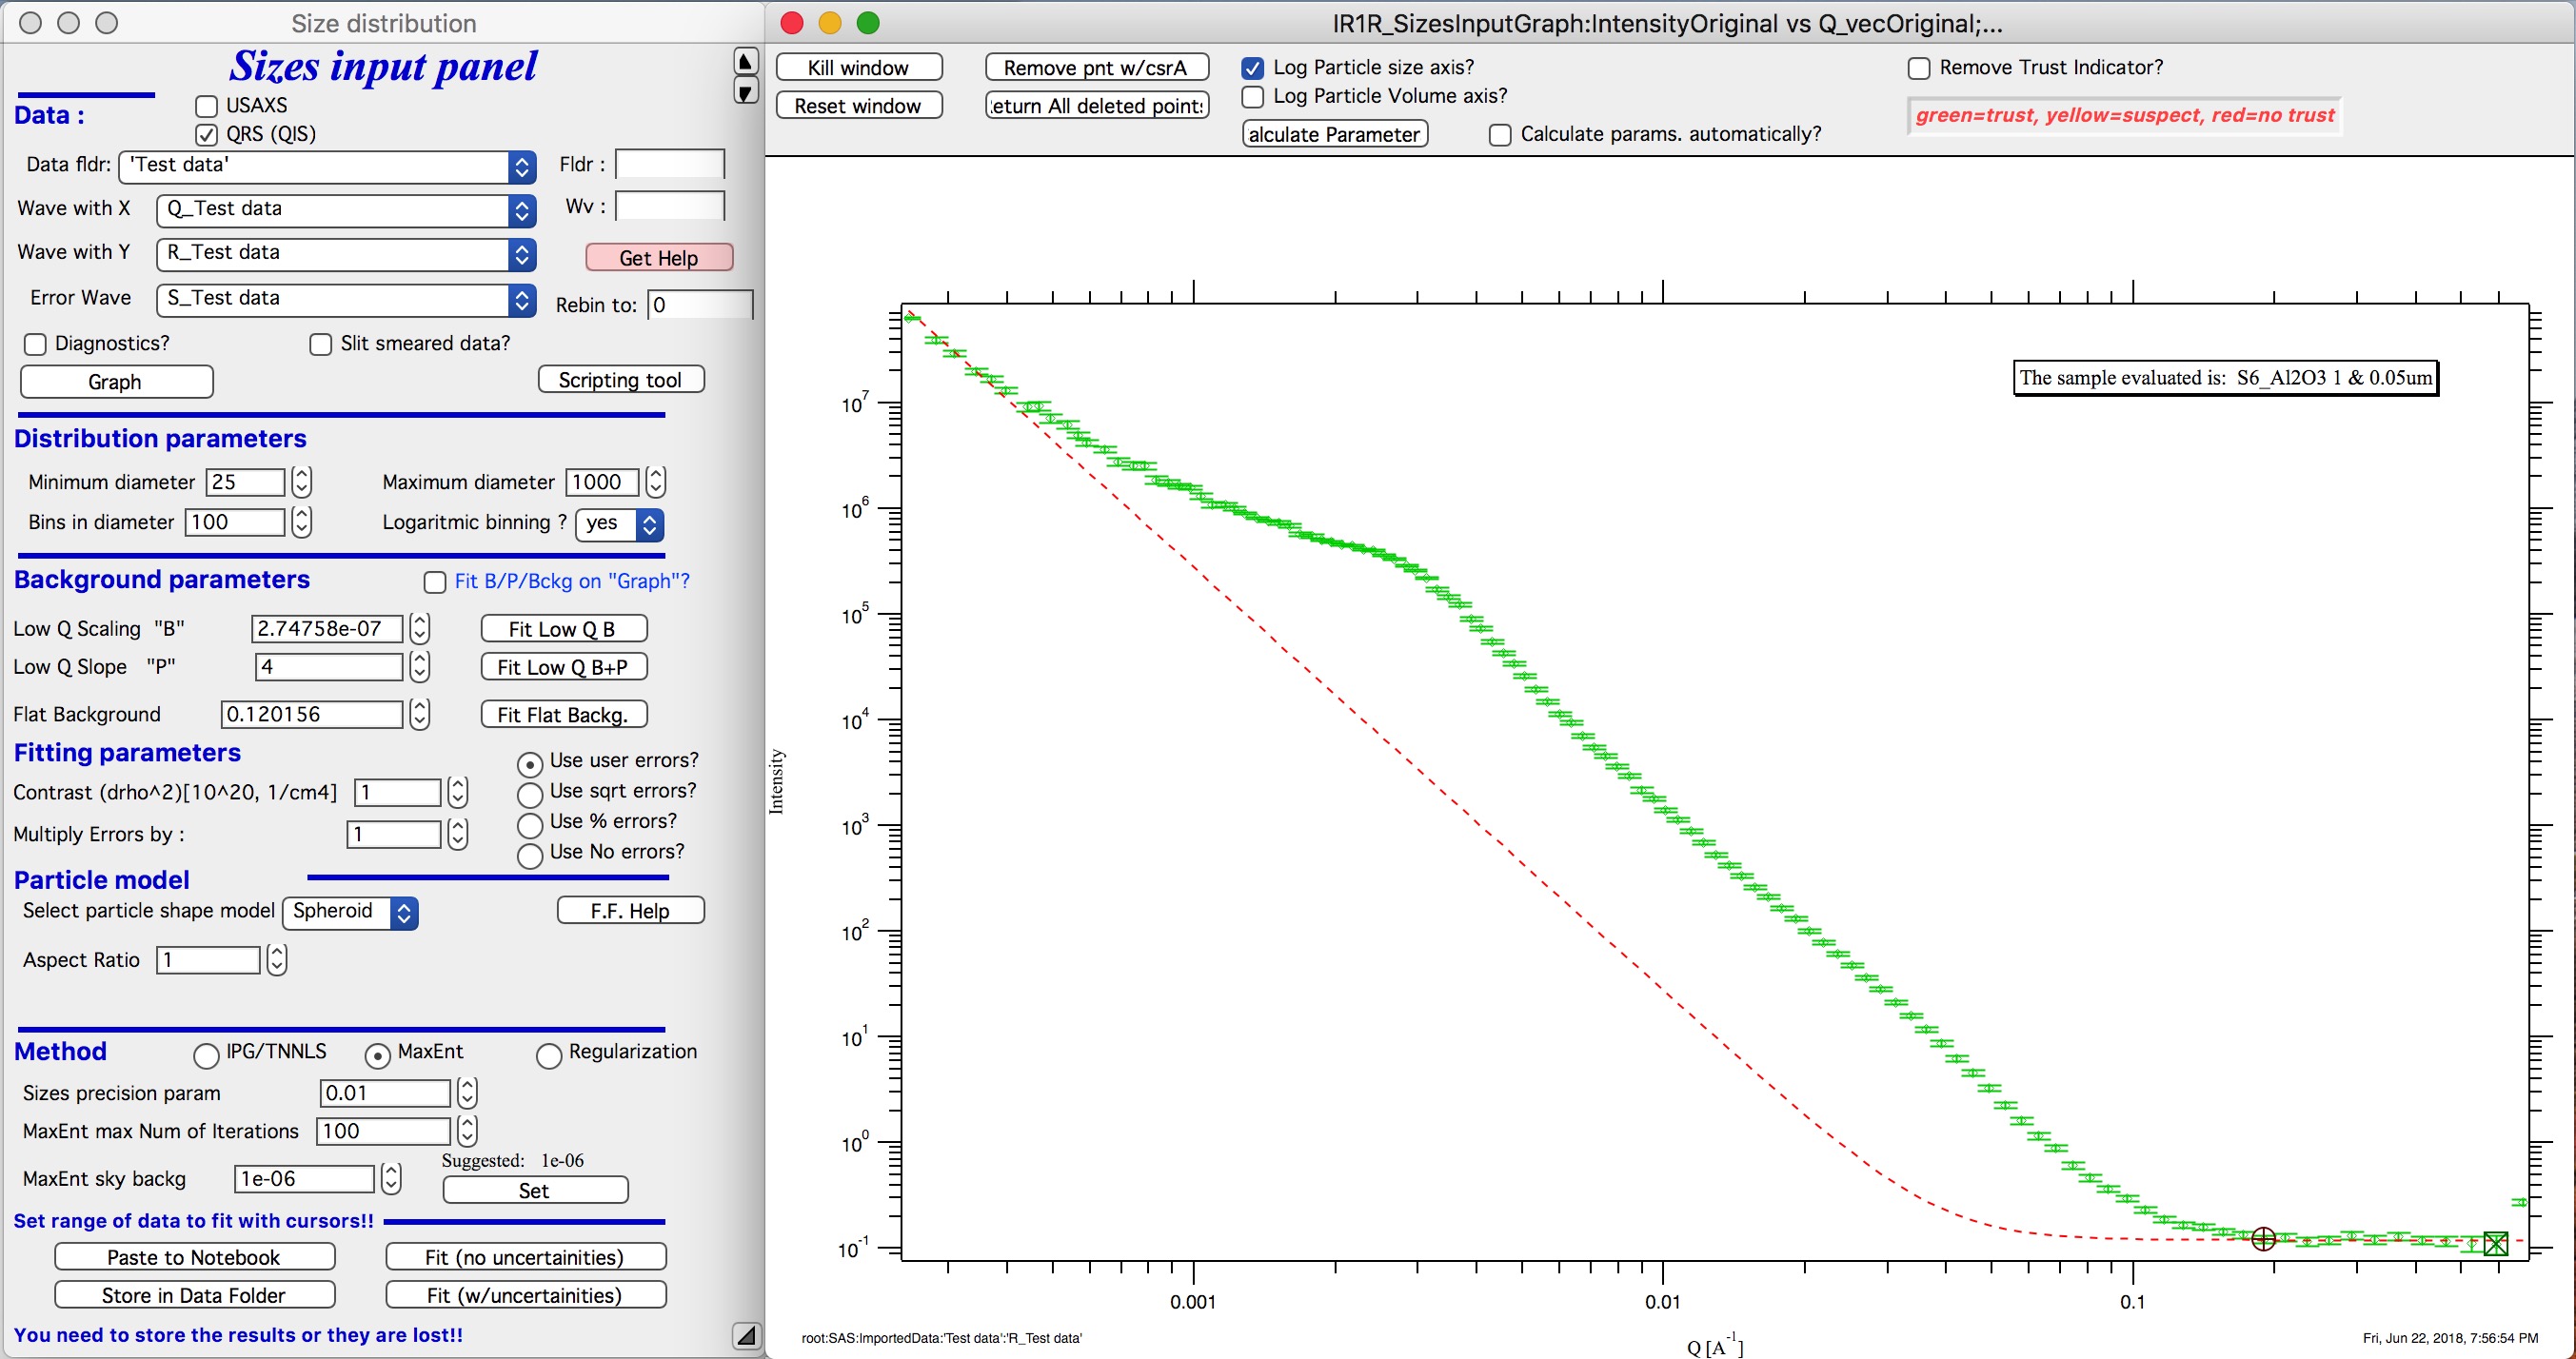 Size distribution
Sizes input panel
Data :
USAXS
QRS (QIS)
Data fldr: 'Test data' Fldr :
Wave with X Q_Test data Wv :
Wave with Y R_Test data Get Help
Error Wave S_Test data Rebin to: 0
Diagnostics? Slit smeared data?
Graph Scripting tool
Distribution parameters
Minimum diameter 25 Maximum diameter 1000
Bins in diameter 100 Logaritmic binning ? yes
Background parameters Fit B/P/Bckg on "Graph"?
Low Q Scaling "B" 2.74758e-07 Fit Low Q B
Low Q Slope "P" 4 Fit Low Q B+P
Flat Background 0.120156 Fit Flat Backg.
Fitting parameters Use user errors?
Contrast (drho^2)[10^20, 1/cm4] 1 Use sqrt errors?
Multiply Errors by : 1 Use % errors?
Use No errors?
Particle model
Select particle shape model Spheroid F.F. Help
Aspect Ratio 1
Method IPG/TNNLS MaxEnt Regularization
Sizes precision param 0.01
MaxEnt max Num of Iterations 100
Suggested: 1e-06
MaxEnt sky backg 1e-06 Set
Set range of data to fit with cursors!!
Paste to Notebook Fit (no uncertainities)
Store in Data Folder Fit (w/uncertainities)
You need to store the results or they are lost!!
IR1R_SizesInputGraph:IntensityOriginal vs Q_vecOriginal;...
Kill window Remove pnt w/csrA Log Particle size axis? Remove Trust Indicator?
Reset window eturn All deleted points Log Particle Volume axis?
green=trust, yellow=suspect, red=no trust
alculate Parameter Calculate params. automatically?
The sample evaluated is: S6_Al2O3 1 & 0.05um
10^7
10^6
10^5
10^4
10^3
10^2
10^1
10^0
10^-1
Intensity
0.001 0.01 0.1
Q [A^-1]
root:SAS:ImportedData:'Test data':'R_Test data'
Fri, Jun 22, 2018, 7:56:54 PM